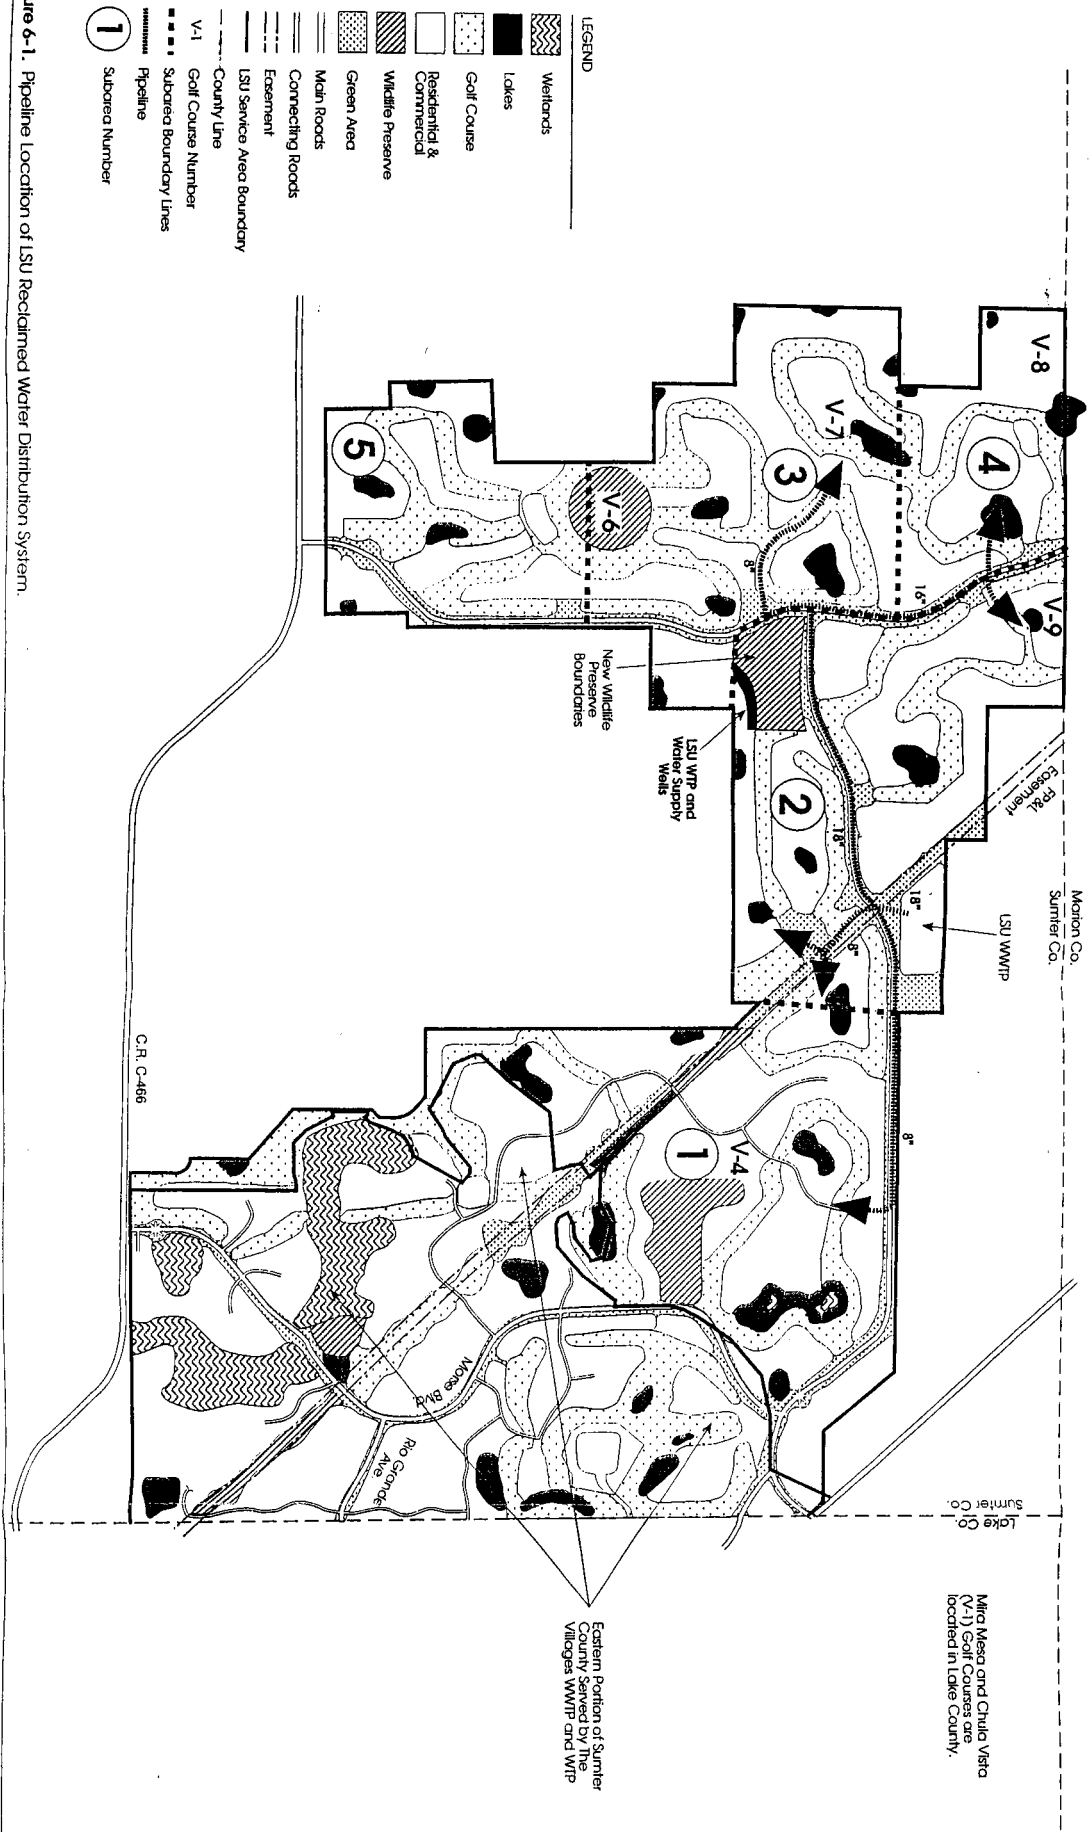 LEGEND
Wetlands
Lakes
Golf Course
Residential &
Commercial
Wildlife Preserve
Green Area
Main Roads
Connecting Roads
Easement
LSU Service Area Boundary
County Line
V-1
Golf Course Number
Subarea Boundary Lines
Pipeline
1
Subarea Number
Marion Co.
Sumter Co.
FP&L
Easement
LSU WWTP
V-8
4
V-9
V-7
3
16"
8"
V-6
5
2
18"
18"
8"
New Wildlife
Preserve
Boundaries
LSU WTP and
Water Supply
Wells
8"
V-4
1
Morse Blvd.
Rio Grande
Ave
C.R. C-466
Lake Co.
Sumter Co.
Mira Mesa and Chula Vista
(V-1) Golf Courses are
located in Lake County.
Eastern Portion of Sumter
County Served by The
Villages WWTP and WTP
ure 6-1. Pipeline Location of LSU Reclaimed Water Distribution System.